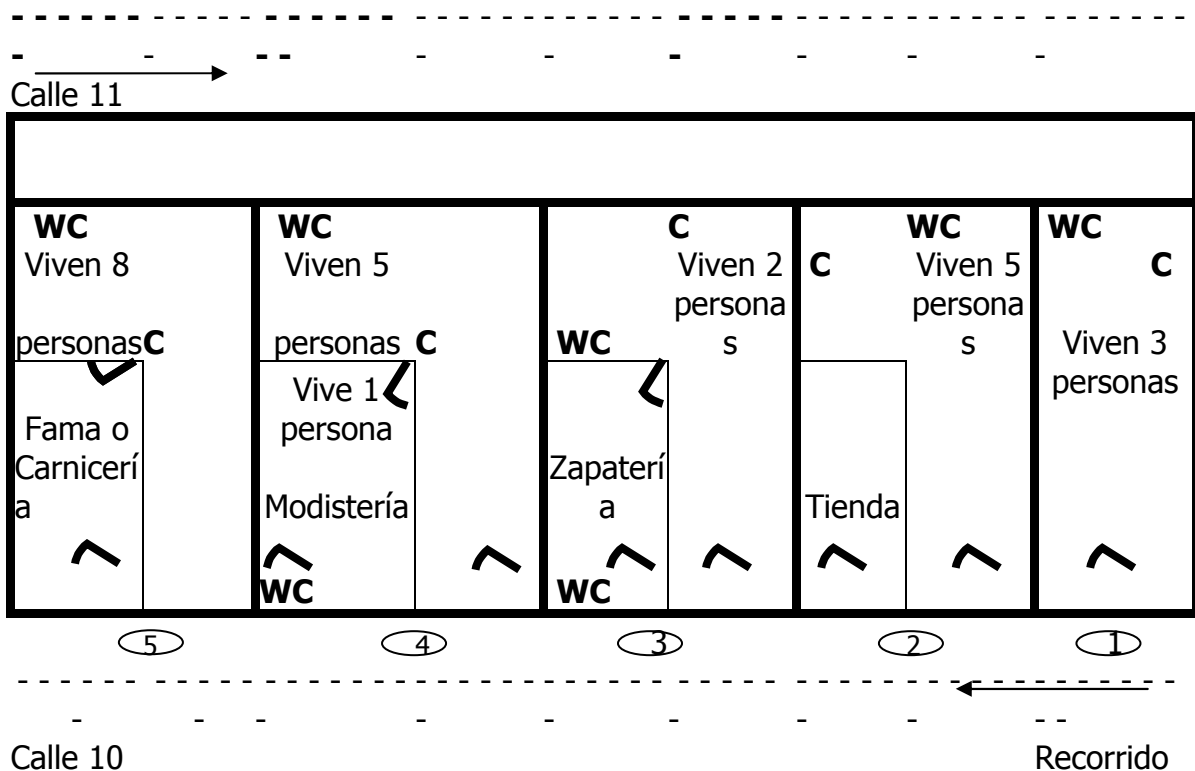 Calle 11
WC
Viven 8
personas C
Fama o
Carnicerí
a
WC
Viven 5
personas C
Vive 1
persona
Modistería
WC
C
Viven 2
persona
s
WC
Zapaterí
a
WC
WC
C Viven 5
persona
s
Tienda
WC
C
Viven 3
personas
5 4 3 2 1
Calle 10 Recorrido